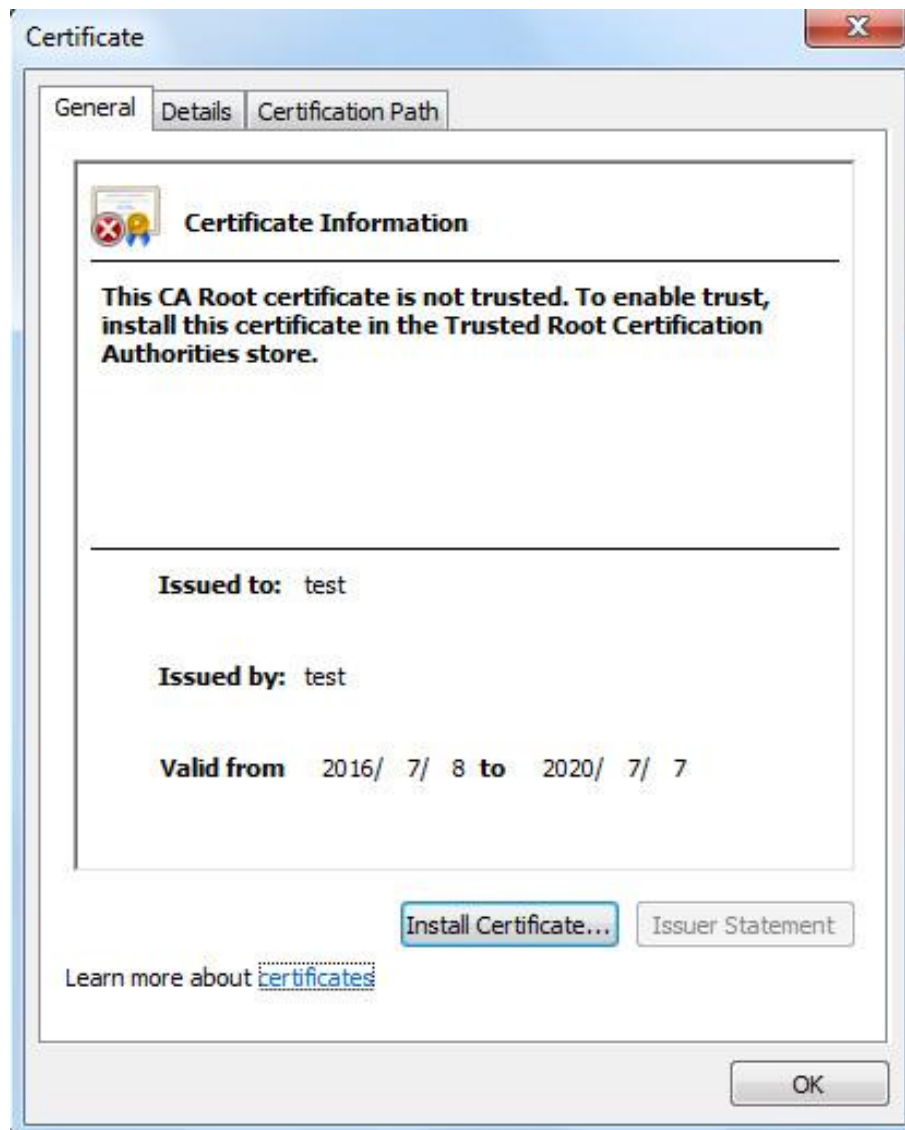 Certificate
General Details Certification Path
Certificate Information
This CA Root certificate is not trusted. To enable trust,
install this certificate in the Trusted Root Certification
Authorities store.
Issued to: test
Issued by: test
Valid from 2016/ 7/ 8 to 2020/ 7/ 7
Install Certificate... Issuer Statement
Learn more about certificates
OK